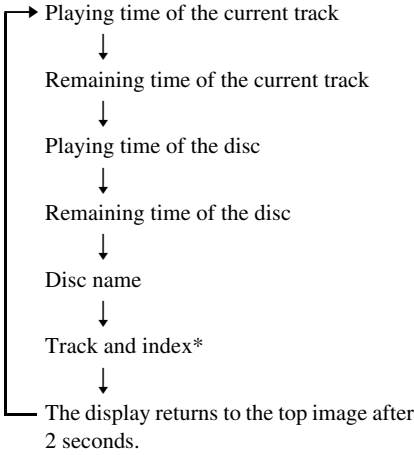 Playing time of the current track
Remaining time of the current track
Playing time of the disc
Remaining time of the disc
Disc name
Track and index*
The display returns to the top image after
2 seconds.